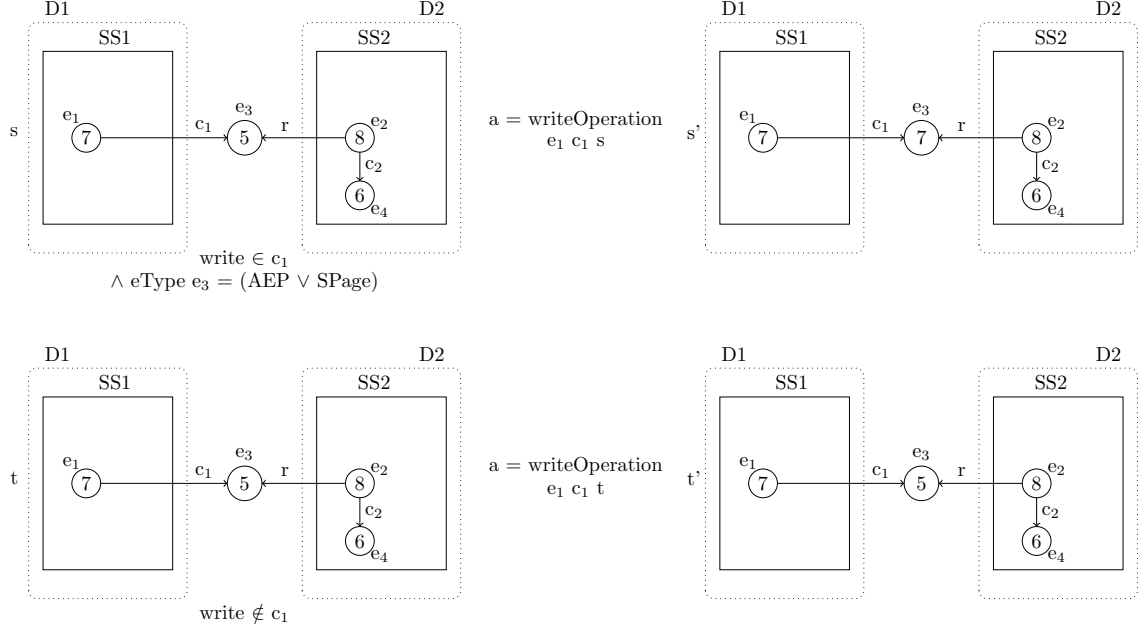 D1
D2
D1
D2
SS1
SS2
SS1
SS2
s
e1
7
c1
e3
5
r
e2
8
c2
6
e4
a = writeOperation
e1 c1 s
s'
e1
7
c1
e3
7
r
e2
8
c2
6
e4
write ∈ c1
∧ eType e3 = (AEP ∨ SPage)
D1
D2
D1
D2
SS1
SS2
SS1
SS2
t
e1
7
c1
e3
5
r
e2
8
c2
6
e4
a = writeOperation
e1 c1 t
t'
e1
7
c1
e3
5
r
e2
8
c2
6
e4
write ∉ c1